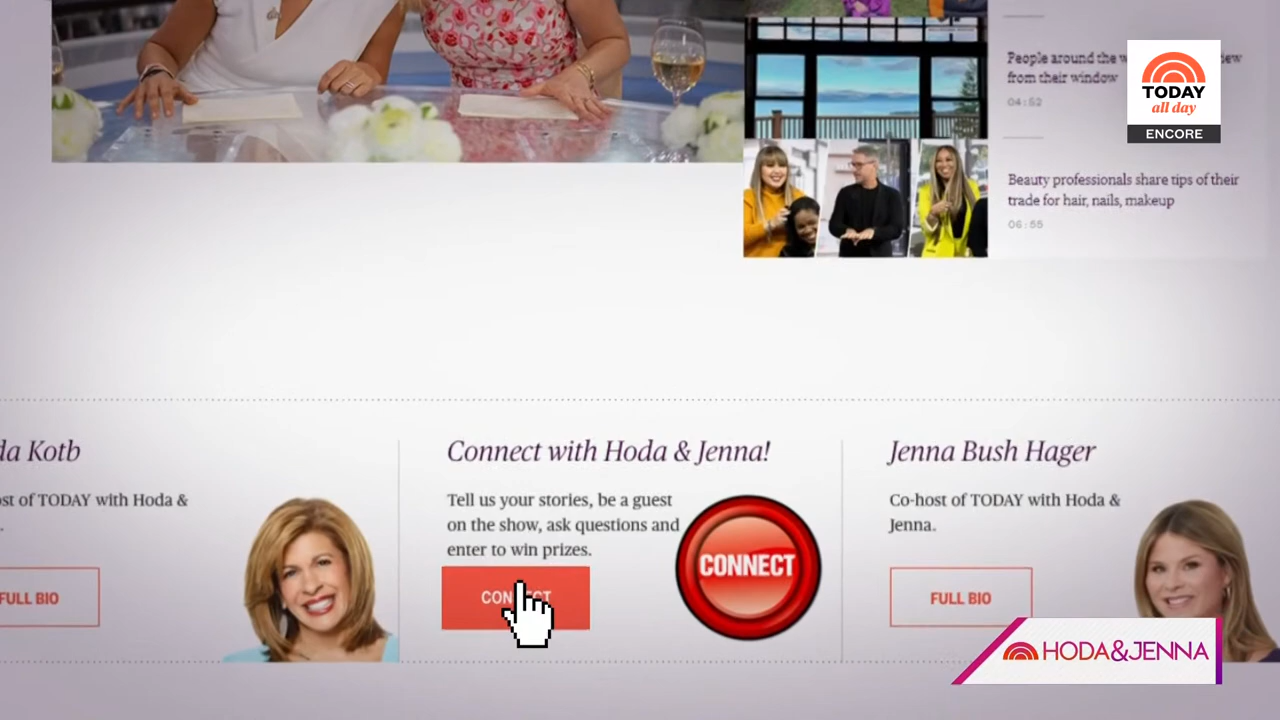 People around the
from their window
04:52
TODAY
all day
ENCORE
Beauty professionals share tips of their
trade for hair, nails, makeup
06:55
Kotb
of TODAY with Hoda &
FULL BIO
Connect with Hoda & Jenna!
Tell us your stories, be a guest
on the show, ask questions and
enter to win prizes.
CONNECT
Jenna Bush Hager
Co-host of TODAY with Hoda &
Jenna.
FULL BIO
HODA&JENNA